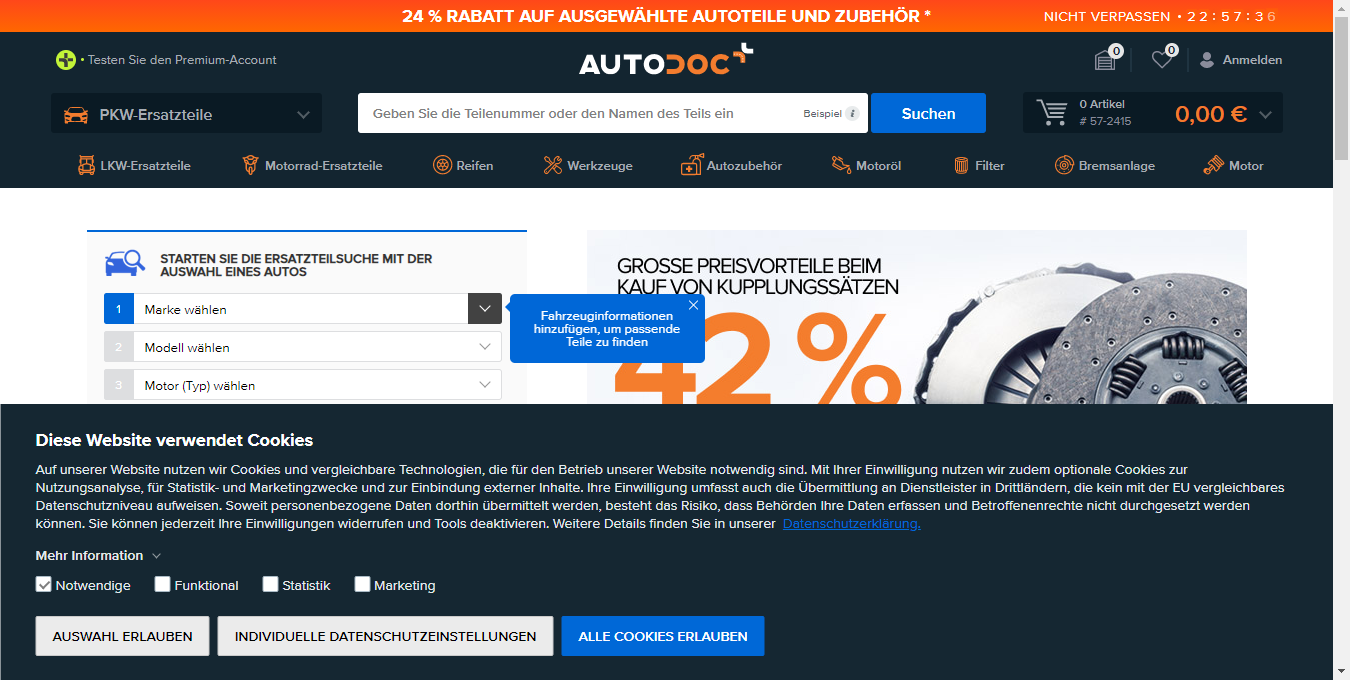 24 % RABATT AUF AUSGEWÄHLTE AUTOTEILE UND ZUBEHÖR *
NICHT VERPASSEN • 22:57:36
• Testen Sie den Premium-Account
AUTODOC
0
0
Anmelden
PKW-Ersatzteile
Geben Sie die Teilenummer oder den Namen des Teils ein
Beispiel i
Suchen
0 Artikel
# 57-2415
0,00 €
LKW-Ersatzteile
Motorrad-Ersatzteile
Reifen
Werkzeuge
Autozubehör
Motoröl
Filter
Bremsanlage
Motor
STARTEN SIE DIE ERSATZTEILSUCHE MIT DER
AUSWAHL EINES AUTOS
1 Marke wählen
2 Modell wählen
3 Motor (Typ) wählen
Fahrzeuginformationen
hinzufügen, um passende
Teile zu finden
GROSSE PREISVORTEILE BEIM
KAUF VON KUPPLUNGSSÄTZEN
42 %
Diese Website verwendet Cookies
Auf unserer Website nutzen wir Cookies und vergleichbare Technologien, die für den Betrieb unserer Website notwendig sind. Mit Ihrer Einwilligung nutzen wir zudem optionale Cookies zur
Nutzungsanalyse, für Statistik- und Marketingzwecke und zur Einbindung externer Inhalte. Ihre Einwilligung umfasst auch die Übermittlung an Dienstleister in Drittländern, die kein mit der EU vergleichbares
Datenschutzniveau aufweisen. Soweit personenbezogene Daten dorthin übermittelt werden, besteht das Risiko, dass Behörden Ihre Daten erfassen und Betroffenenrechte nicht durchgesetzt werden
können. Sie können jederzeit Ihre Einwilligungen widerrufen und Tools deaktivieren. Weitere Details finden Sie in unserer Datenschutzerklärung.
Mehr Information
Notwendige
Funktional
Statistik
Marketing
AUSWAHL ERLAUBEN
INDIVIDUELLE DATENSCHUTZEINSTELLUNGEN
ALLE COOKIES ERLAUBEN